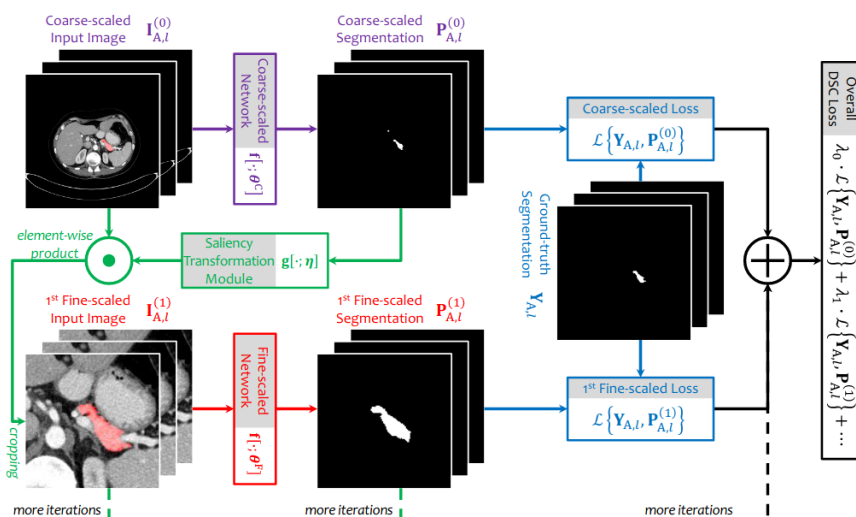 Coarse-scaled
Input Image I_{A,l}^{(0)}
Coarse-scaled
Network
f[·; θ^C]
Coarse-scaled
Segmentation P_{A,l}^{(0)}
Coarse-scaled Loss
ℒ{Y_{A,l}, P_{A,l}^{(0)}}
Overall
DSC Loss
λ_0 · ℒ{Y_{A,l}, P_{A,l}^{(0)}} + λ_1 · ℒ{Y_{A,l}, P_{A,l}^{(1)}} + ⋯
element-wise
product
Saliency
Transformation
Module
g[·; η]
Ground-truth
Segmentation Y_{A,l}
1st Fine-scaled
Input Image I_{A,l}^{(1)}
Fine-scaled
Network
f[·; θ^F]
1st Fine-scaled
Segmentation P_{A,l}^{(1)}
1st Fine-scaled Loss
ℒ{Y_{A,l}, P_{A,l}^{(1)}}
cropping
more iterations
more iterations
more iterations